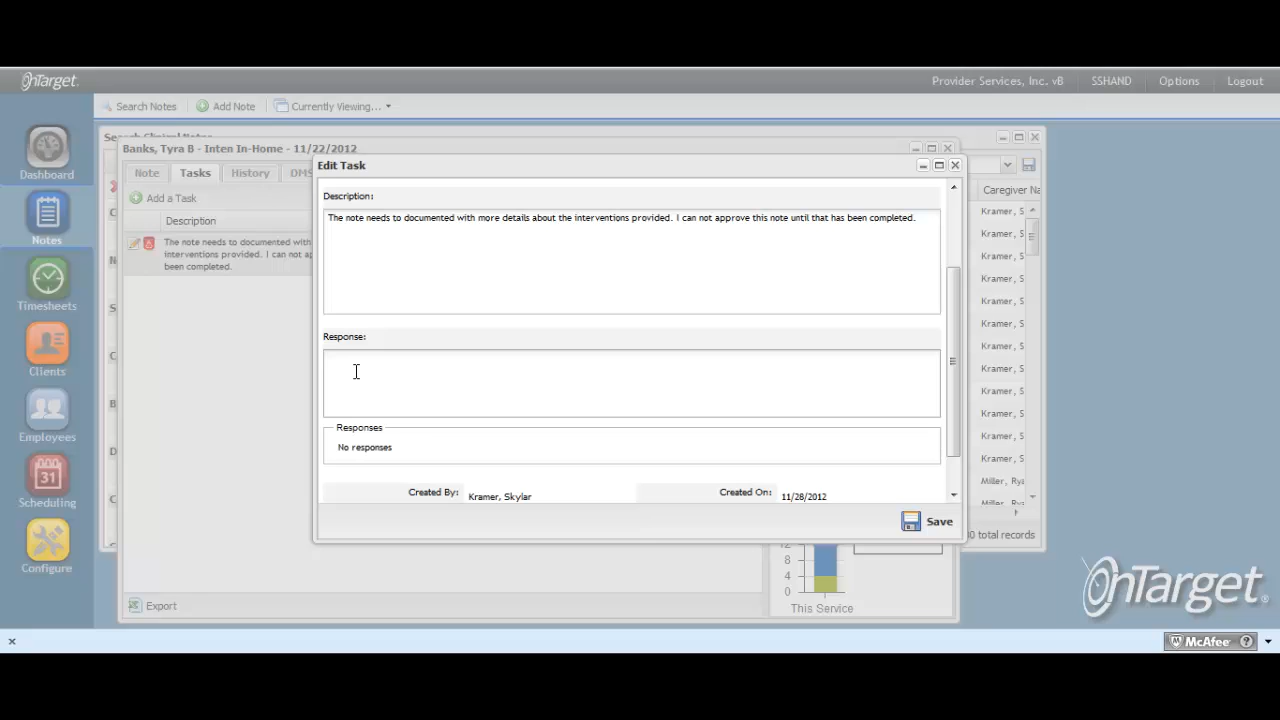 OnTarget
Provider Services, Inc. vB
SSHAND
Options
Logout
Search Notes
Add Note
Currently Viewing...
Dashboard
Notes
Timesheets
Clients
Employees
31
Scheduling
Configure
Banks, Tyra B - Inten In-Home - 11/22/2012
Note
Tasks
History
DMS
Add a Task
Description
The note needs to documented with
interventions provided. I can not ap
been completed.
Export
Edit Task
Description:
The note needs to documented with more details about the interventions provided. I can not approve this note until that has been completed.
Response:
Responses
No responses
Created By:
Kramer, Skylar
Created On:
11/28/2012
Save
Caregiver Na
Kramer, S
Kramer, S
Kramer, S
Kramer, S
Kramer, S
Kramer, S
Kramer, S
Kramer, S
Kramer, S
Kramer, S
Kramer, S
Kramer, S
Miller, Rya
0 total records
12
8
4
0
This Service
OnTarget
McAfee